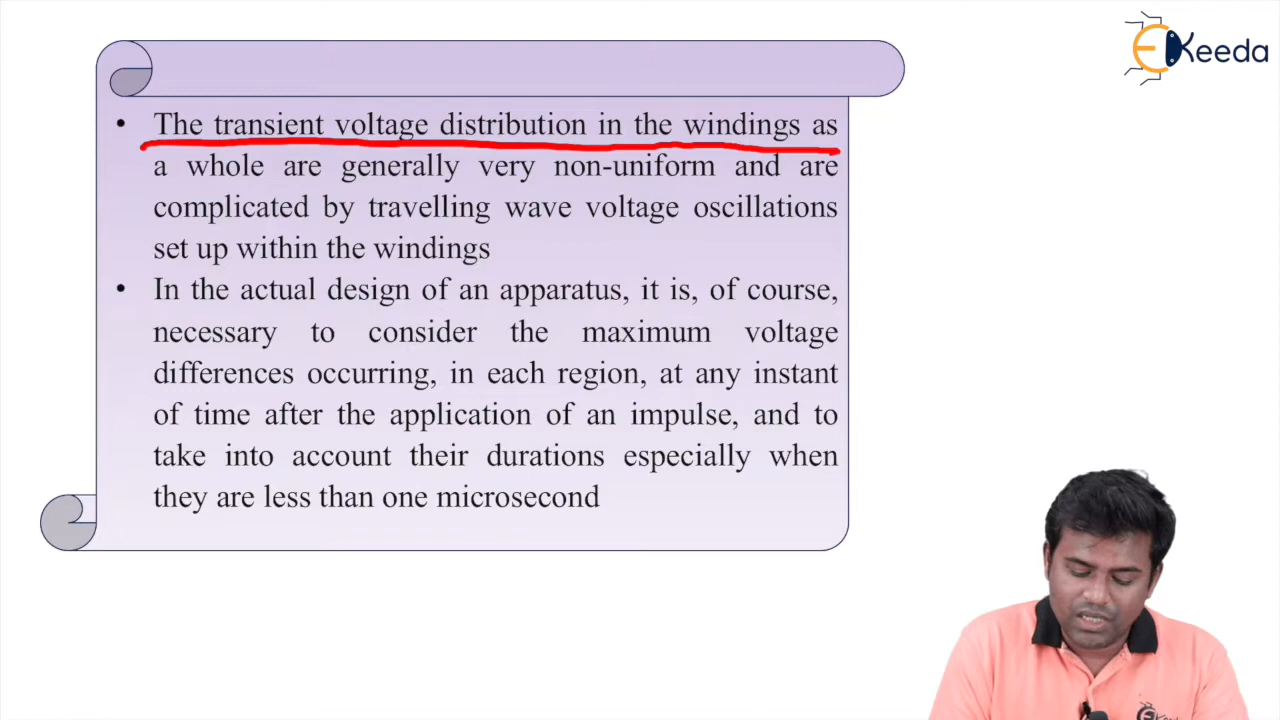 EKeeda
• The transient voltage distribution in the windings as
a whole are generally very non-uniform and are
complicated by travelling wave voltage oscillations
set up within the windings
• In the actual design of an apparatus, it is, of course,
necessary to consider the maximum voltage
differences occurring, in each region, at any instant
of time after the application of an impulse, and to
take into account their durations especially when
they are less than one microsecond